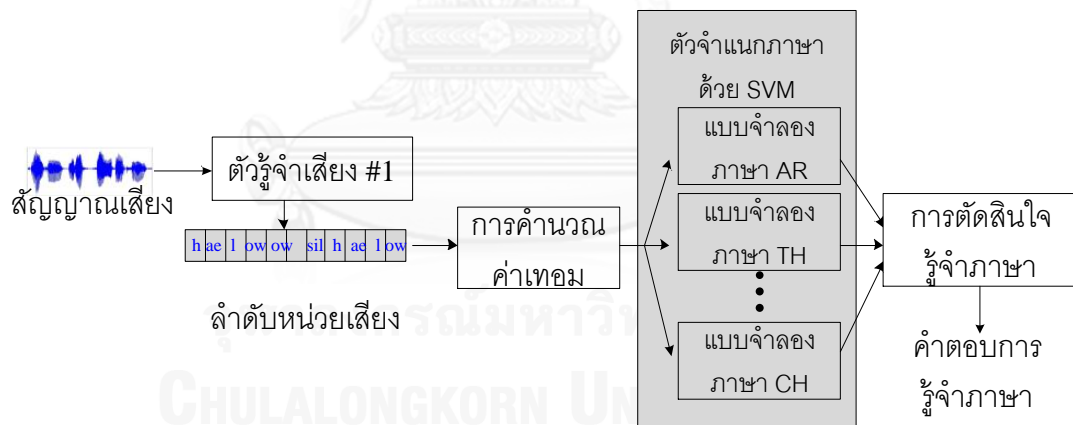 สัญญาณเสียง
ตัวรู้จำเสียง #1
h ae l ow ow sil h ae l ow
ลำดับหน่วยเสียง
การคำนวณ
ค่าเทอม
ตัวจำแนกภาษา
ด้วย SVM
แบบจำลอง
ภาษา AR
แบบจำลอง
ภาษา TH
แบบจำลอง
ภาษา CH
การตัดสินใจ
รู้จำภาษา
คำตอบการ
รู้จำภาษา
CHULALONGKORN UN